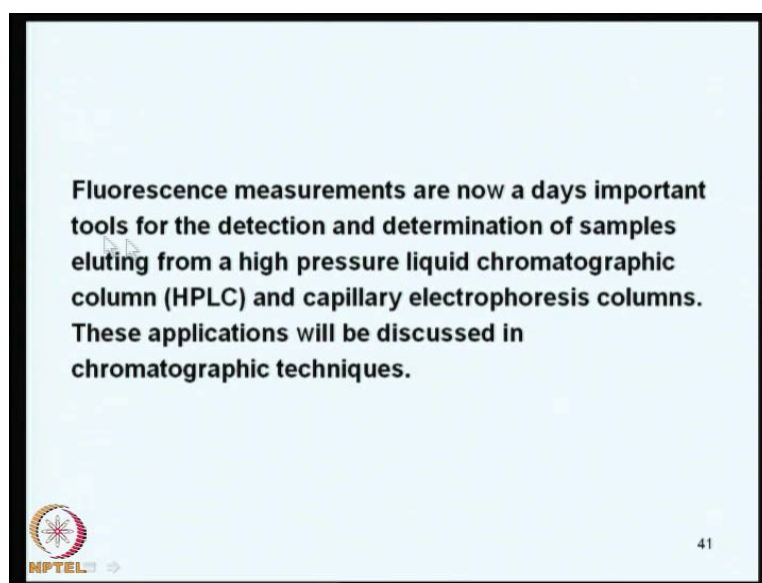 Fluorescence measurements are now a days important
tools for the detection and determination of samples
eluting from a high pressure liquid chromatographic
column (HPLC) and capillary electrophoresis columns.
These applications will be discussed in
chromatographic techniques.
41
NPTEL